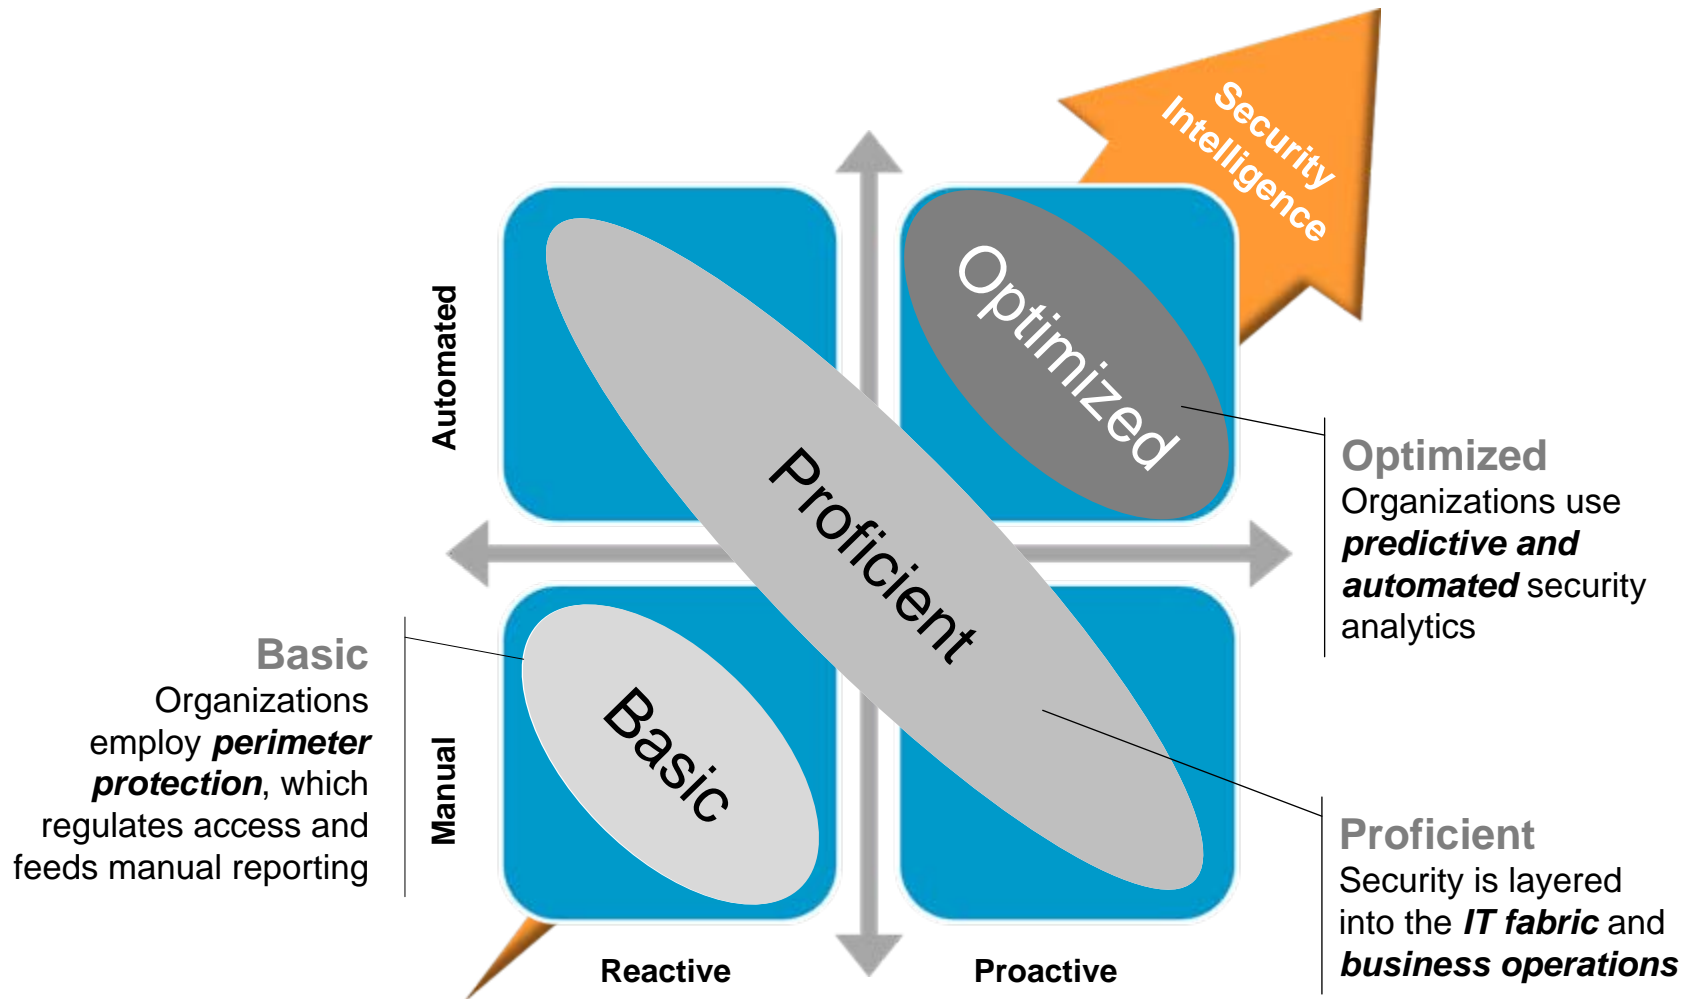 Security
Intelligence
Automated
Optimized
Proficient
Optimized
Organizations use
predictive and
automated security
analytics
Basic
Organizations
employ perimeter
protection, which
regulates access and
feeds manual reporting
Manual
Basic
Proficient
Security is layered
into the IT fabric and
business operations
Reactive
Proactive